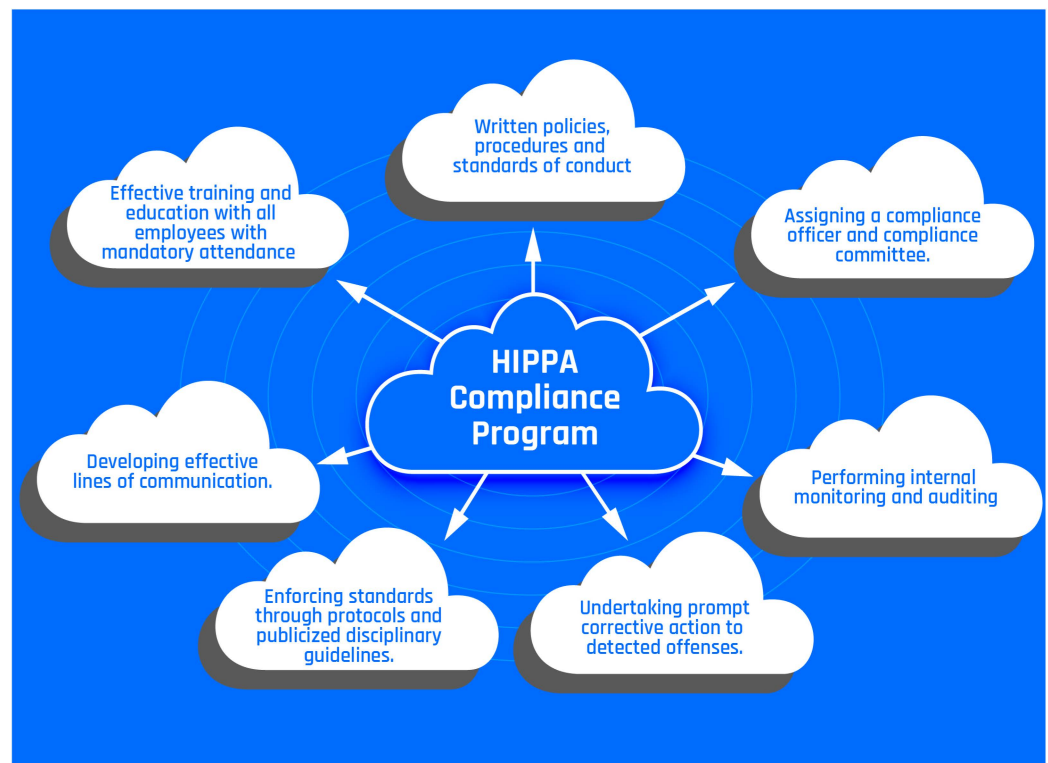 Written policies,
procedures and
standards of conduct
Effective training and
education with all
employees with
mandatory attendance
Assigning a compliance
officer and compliance
committee.
HIPPA
Compliance
Program
Developing effective
lines of communication.
Performing internal
monitoring and auditing
Enforcing standards
through protocols and
publicized disciplinary
guidelines.
Undertaking prompt
corrective action to
detected offenses.